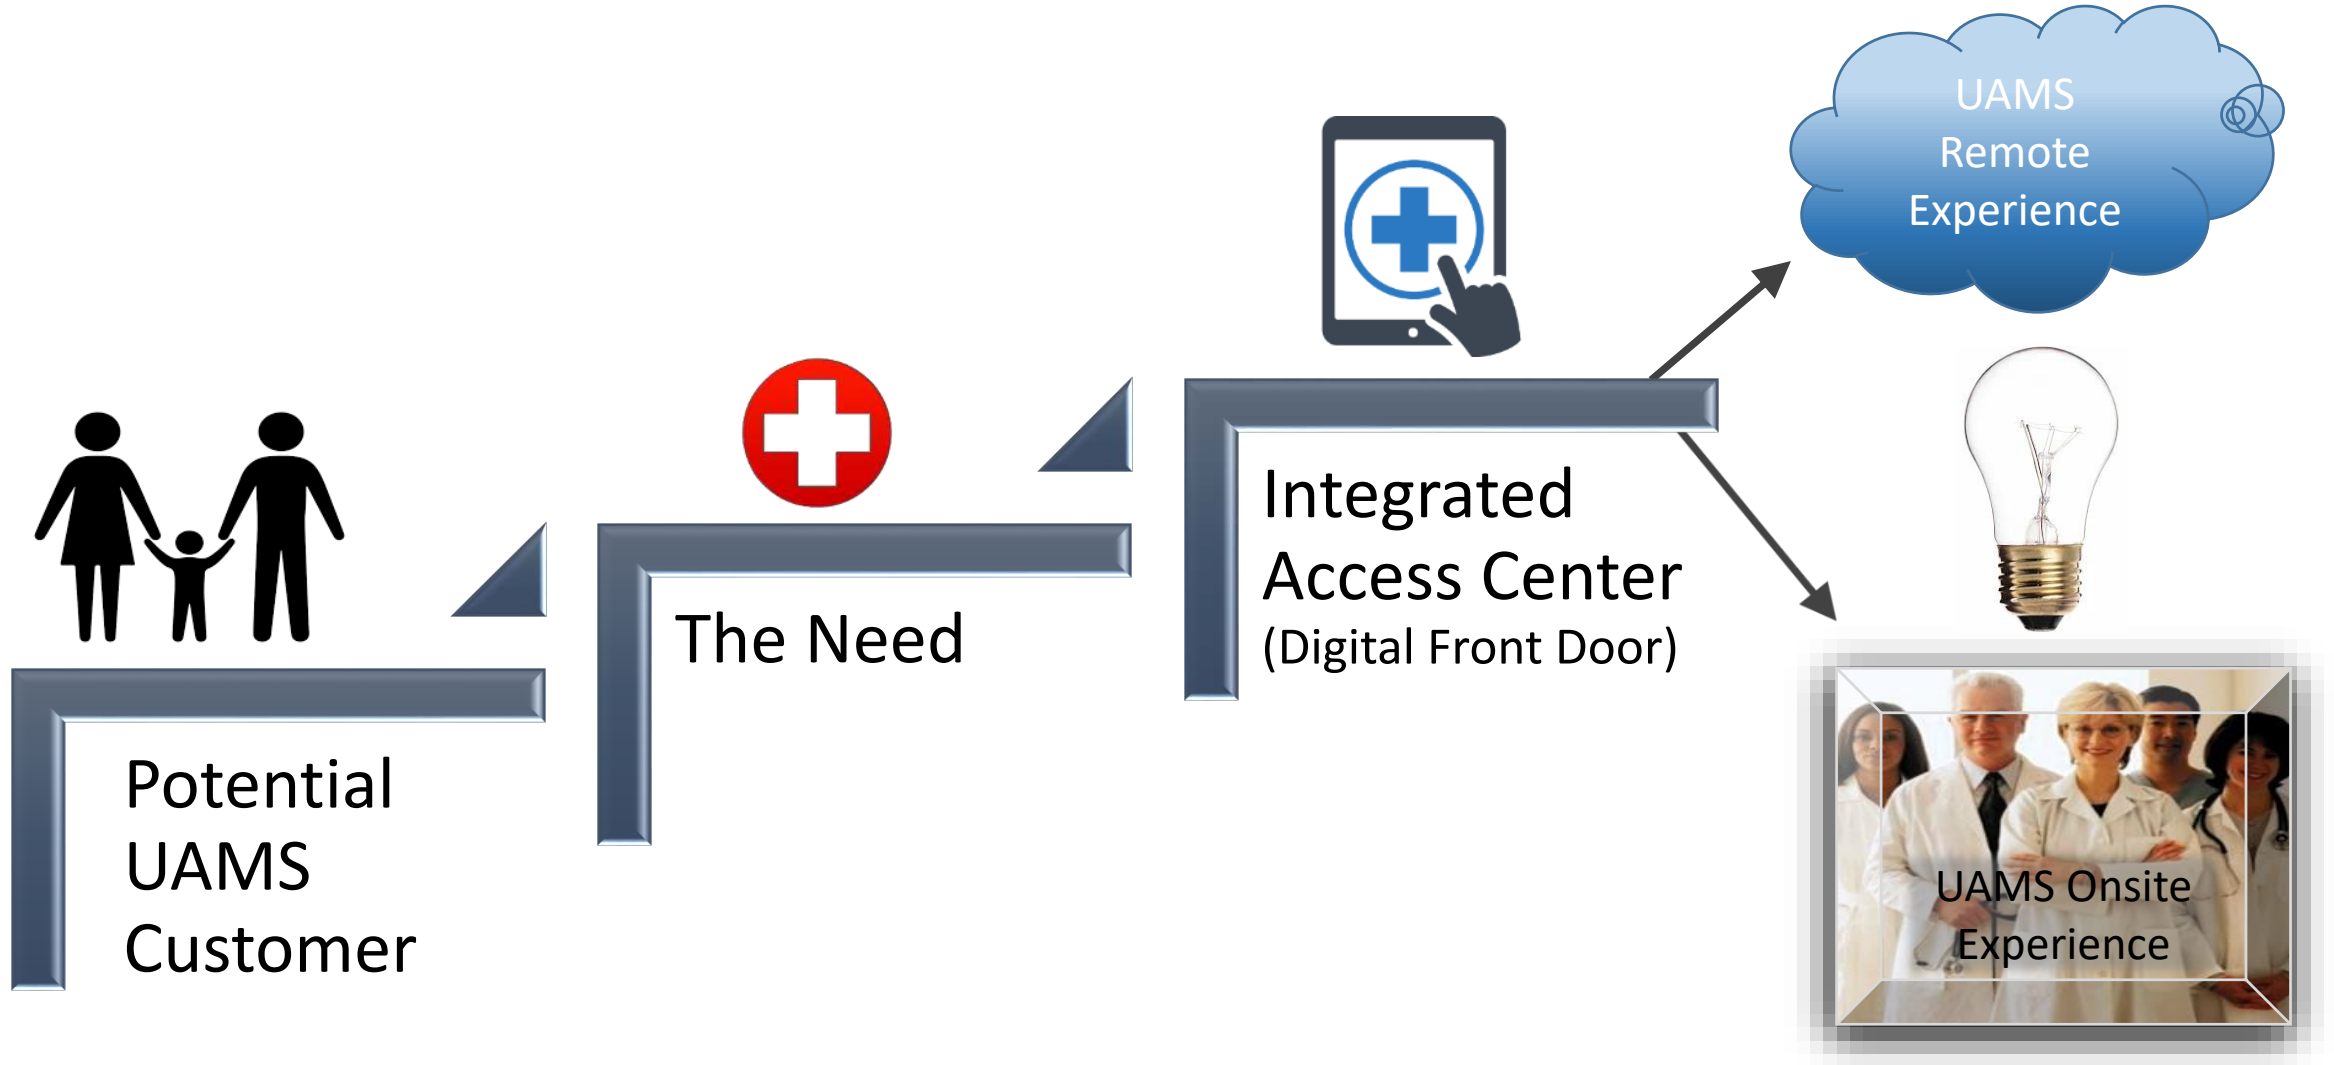 Potential
UAMS
Customer
The Need
Integrated
Access Center
(Digital Front Door)
UAMS
Remote
Experience
UAMS Onsite
Experience